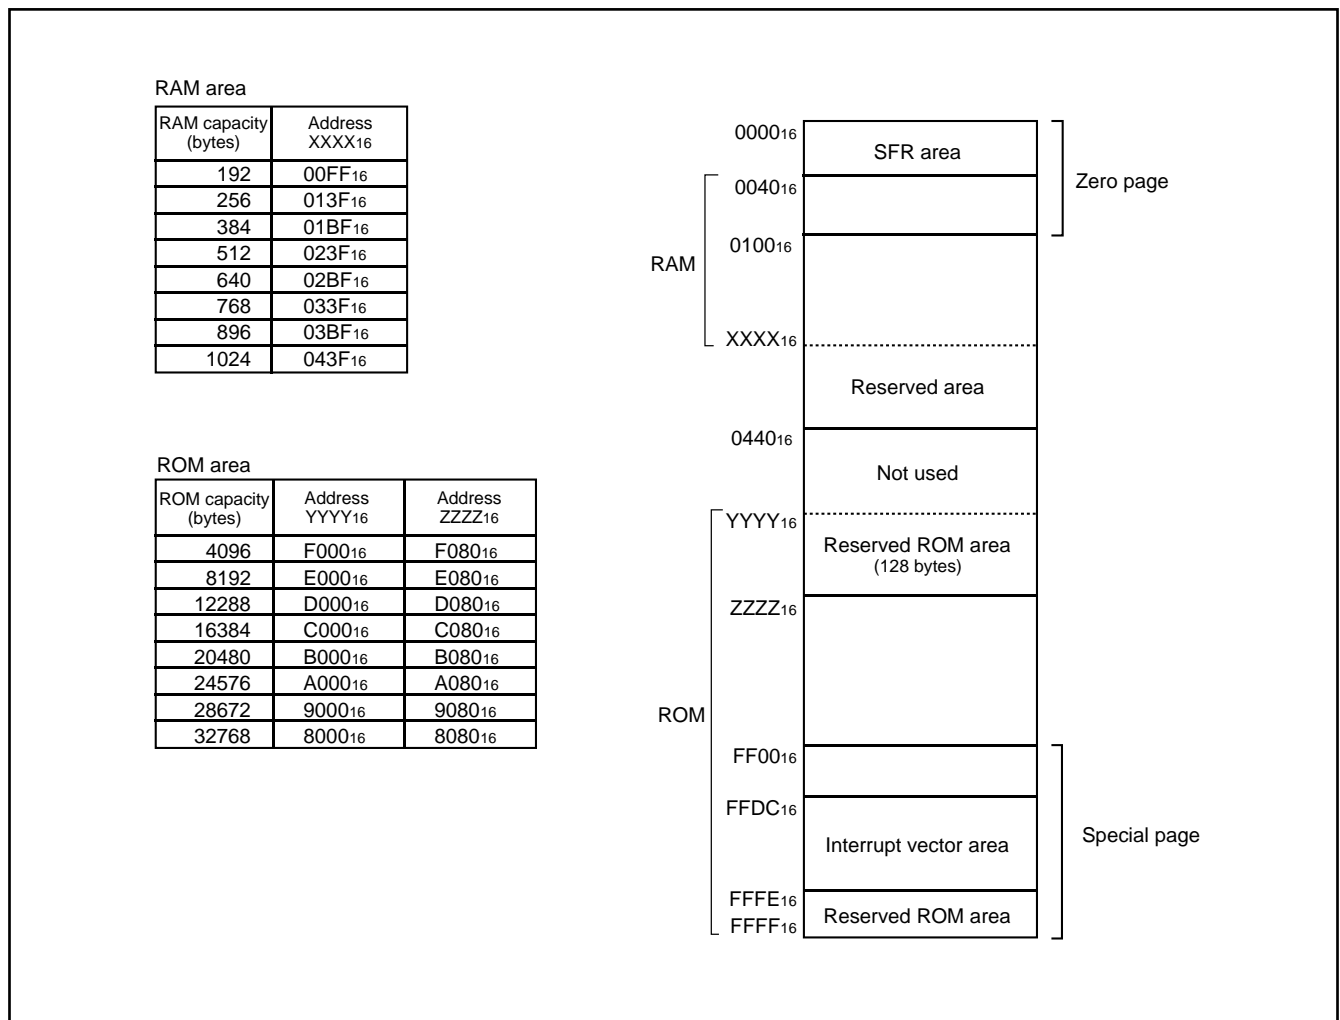 RAM area
RAM capacity (bytes) Address XXXX16
192 00FF16
256 013F16
384 01BF16
512 023F16
640 02BF16
768 033F16
896 03BF16
1024 043F16
ROM area
ROM capacity (bytes) Address YYYY16 Address ZZZZ16
4096 F00016 F08016
8192 E00016 E08016
12288 D00016 D08016
16384 C00016 C08016
20480 B00016 B08016
24576 A00016 A08016
28672 900016 908016
32768 800016 808016
000016
SFR area
Zero page
004016
RAM
010016
XXXX16
Reserved area
044016
Not used
YYYY16
Reserved ROM area
(128 bytes)
ZZZZ16
ROM
FF0016
FFDC16
Interrupt vector area
Special page
FFFE16
Reserved ROM area
FFFF16